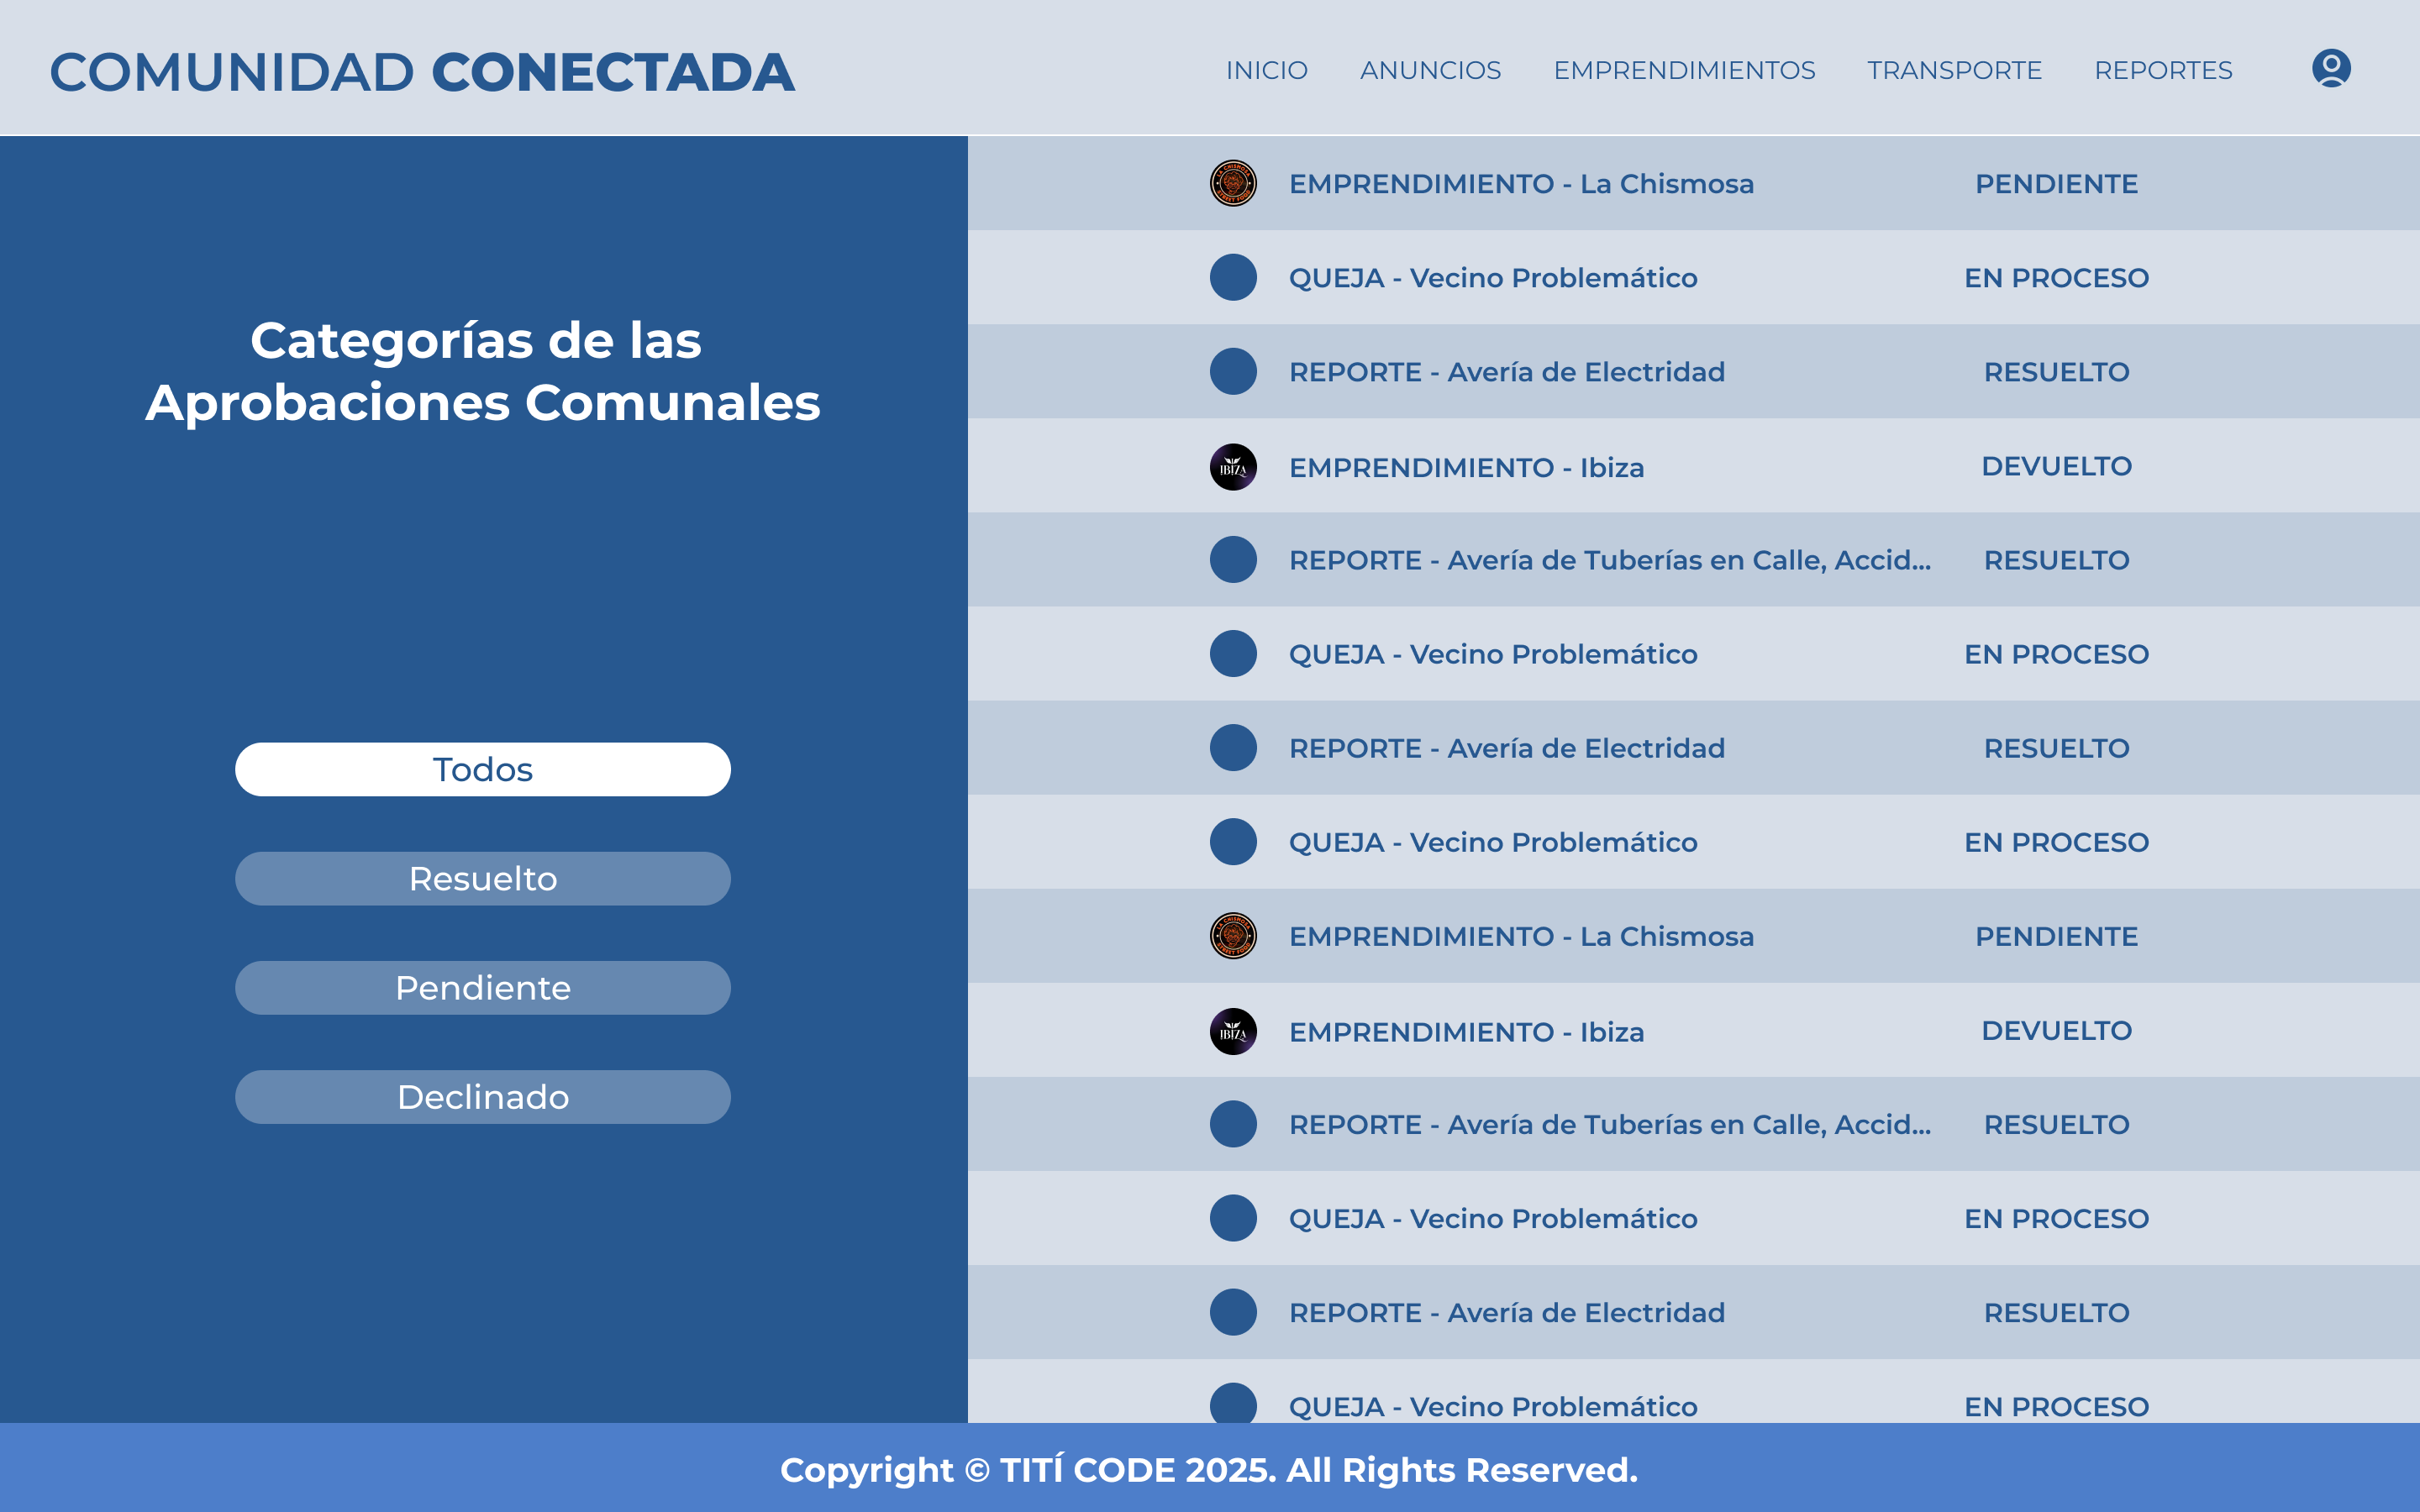 COMUNIDAD CONECTADA
INICIO ANUNCIOS EMPRENDIMIENTOS TRANSPORTE REPORTES
Categorías de las
Aprobaciones Comunales
Todos
Resuelto
Pendiente
Declinado
EMPRENDIMIENTO - La Chismosa PENDIENTE
QUEJA - Vecino Problemático EN PROCESO
REPORTE - Avería de Electridad RESUELTO
IBIZA
EMPRENDIMIENTO - Ibiza DEVUELTO
REPORTE - Avería de Tuberías en Calle, Accid... RESUELTO
QUEJA - Vecino Problemático EN PROCESO
REPORTE - Avería de Electridad RESUELTO
QUEJA - Vecino Problemático EN PROCESO
EMPRENDIMIENTO - La Chismosa PENDIENTE
IBIZA
EMPRENDIMIENTO - Ibiza DEVUELTO
REPORTE - Avería de Tuberías en Calle, Accid... RESUELTO
QUEJA - Vecino Problemático EN PROCESO
REPORTE - Avería de Electridad RESUELTO
QUEJA - Vecino Problemático EN PROCESO
Copyright © TITÍ CODE 2025. All Rights Reserved.